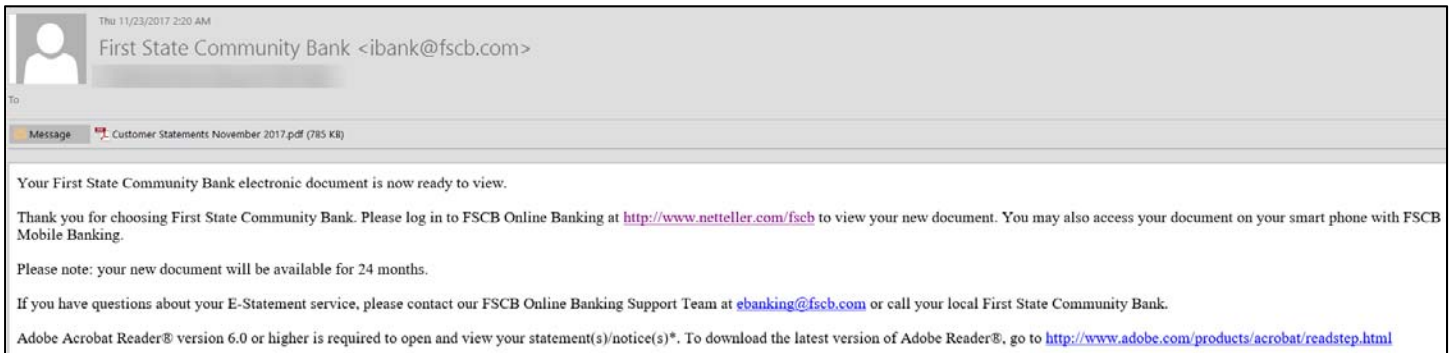 Thu 11/23/2017 2:20 AM
First State Community Bank <ibank@fscb.com>
To
Message Customer Statements November 2017.pdf (785 KB)
Your First State Community Bank electronic document is now ready to view.
Thank you for choosing First State Community Bank. Please log in to FSCB Online Banking at http://www.netteller.com/fscb to view your new document. You may also access your document on your smart phone with FSCB
Mobile Banking.
Please note: your new document will be available for 24 months.
If you have questions about your E-Statement service, please contact our FSCB Online Banking Support Team at ebanking@fscb.com or call your local First State Community Bank.
Adobe Acrobat Reader® version 6.0 or higher is required to open and view your statement(s)/notice(s)*. To download the latest version of Adobe Reader®, go to http://www.adobe.com/products/acrobat/readstep.html